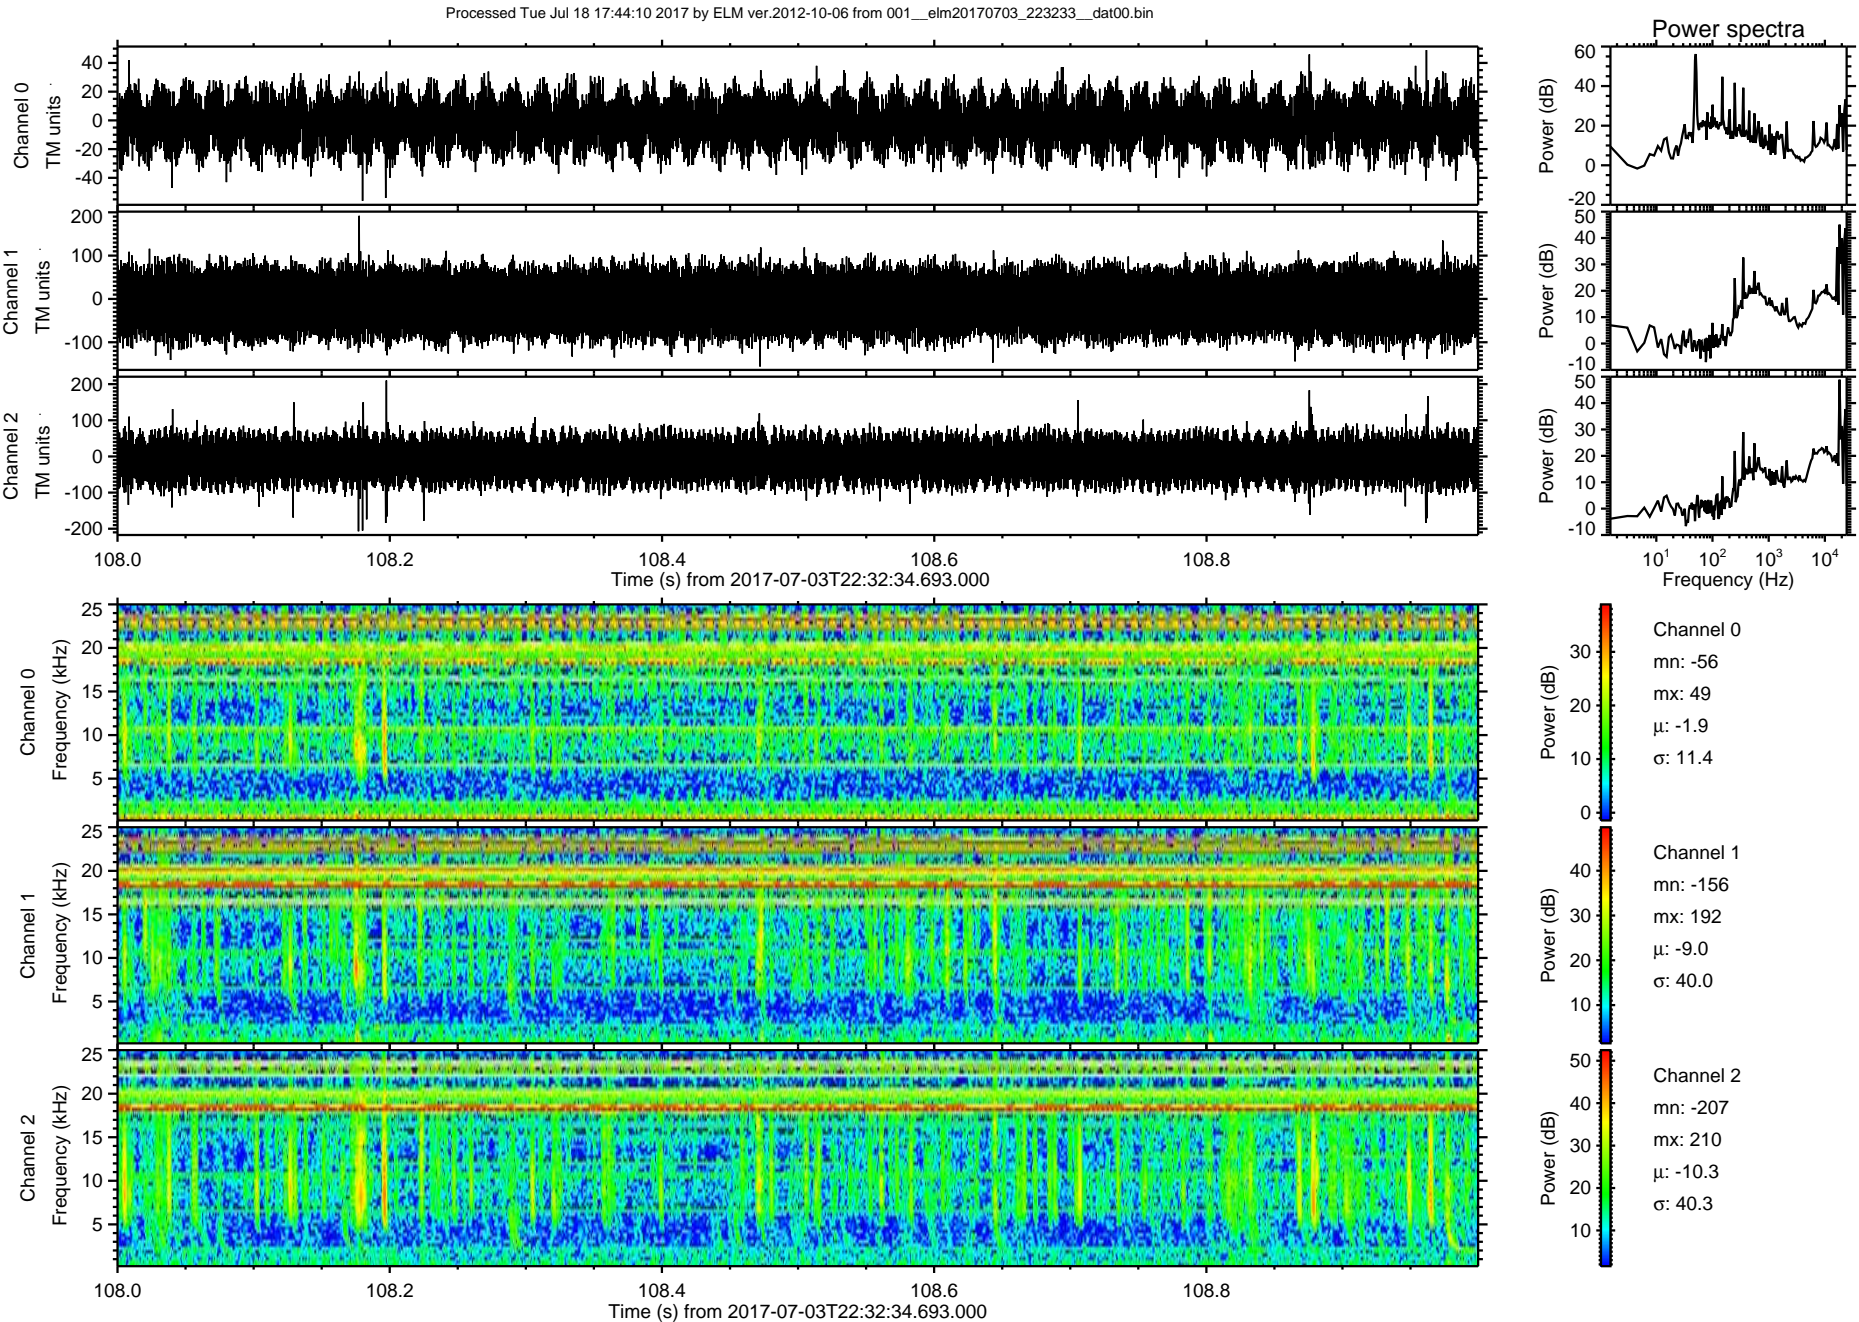 Processed Tue Jul 18 17:44:10 2017 by ELM ver.2012-10-06 from 001__elm20170703_223233__dat00.bin
Power spectra
Channel 0
TM units
40
20
0
-20
-40
Power (dB)
60
40
20
0
-20
Channel 1
TM units
200
100
0
-100
Power (dB)
50
40
30
20
10
0
-10
Channel 2
TM units
200
100
0
-100
-200
Power (dB)
50
40
30
20
10
0
-10
108.0 108.2 108.4 108.6 108.8
Time (s) from 2017-07-03T22:32:34.693.000
10¹ 10² 10³ 10⁴
Frequency (Hz)
Channel 0
Frequency (kHz)
25
20
15
10
5
Power (dB)
30
20
10
0
Channel 0
mn: -56
mx: 49
μ: -1.9
σ: 11.4
Channel 1
Frequency (kHz)
25
20
15
10
5
Power (dB)
40
30
20
10
Channel 1
mn: -156
mx: 192
μ: -9.0
σ: 40.0
Channel 2
Frequency (kHz)
25
20
15
10
5
Power (dB)
50
40
30
20
10
Channel 2
mn: -207
mx: 210
μ: -10.3
σ: 40.3
108.0 108.2 108.4 108.6 108.8
Time (s) from 2017-07-03T22:32:34.693.000